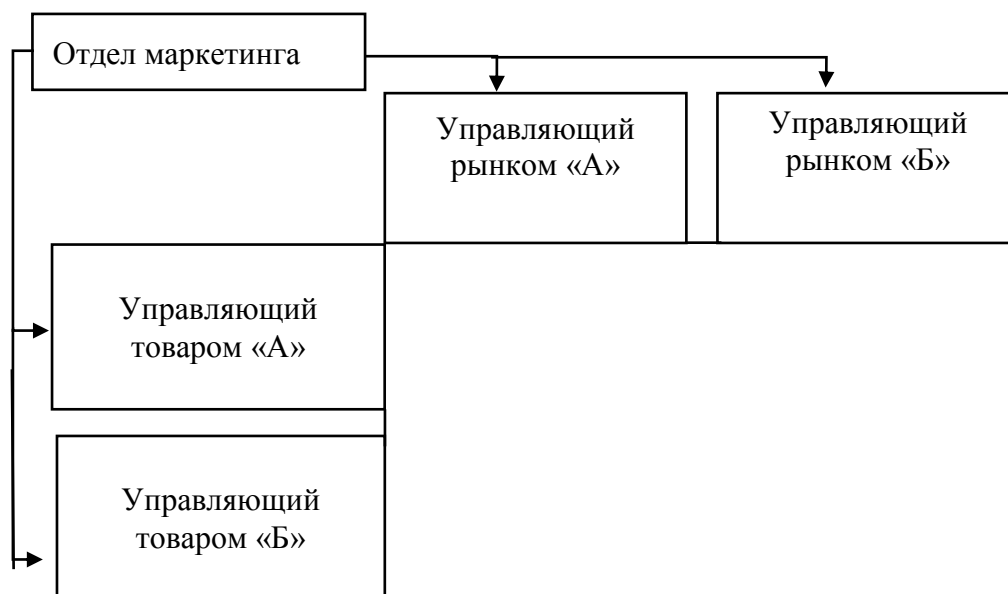 Отдел маркетинга
Управляющий
рынком «А»
Управляющий
рынком «Б»
Управляющий
товаром «А»
Управляющий
товаром «Б»